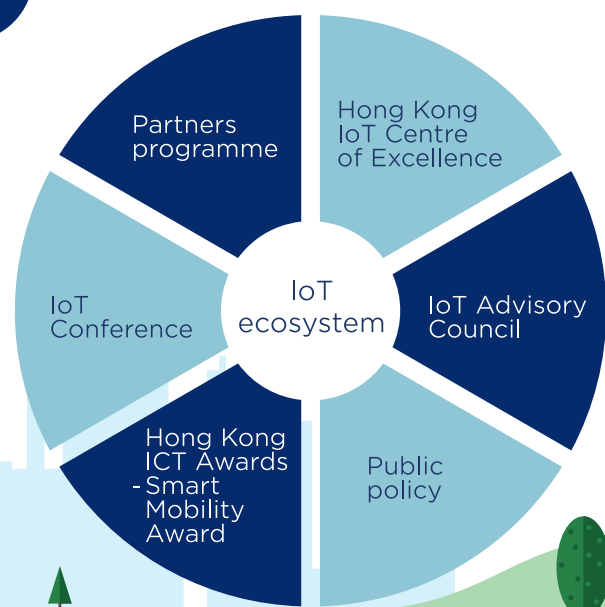 Partners
programme
Hong Kong
IoT Centre
of Excellence
IoT
Conference
IoT
ecosystem
IoT Advisory
Council
Hong Kong
ICT Awards
- Smart
Mobility
Award
Public
policy